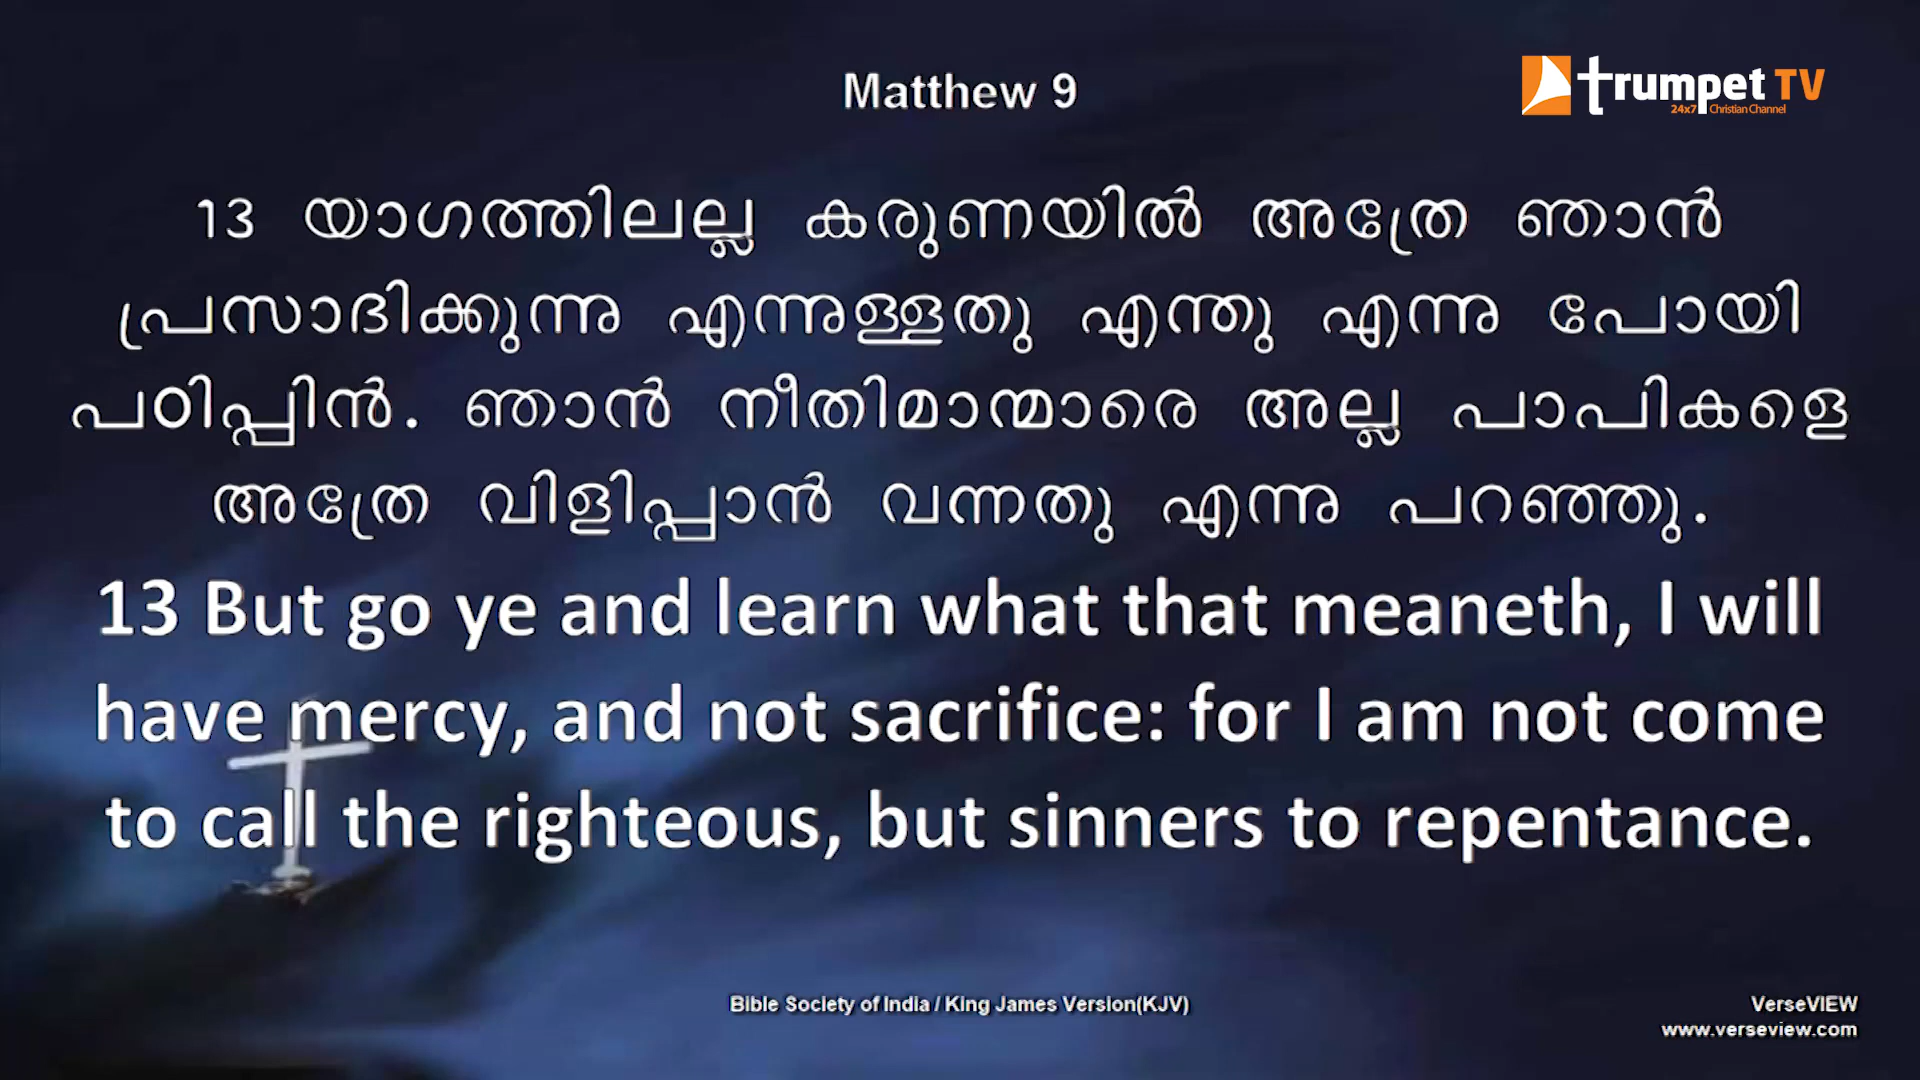 Matthew 9
trumpet TV
24x7 Christian Channel
13 യാഗത്തിലല്ല കരുണയിൽ അത്രേ ഞാൻ
പ്രസാദിക്കുന്നു എന്നുള്ളതു എന്തു എന്നു പോയി
പഠിപ്പിൻ. ഞാൻ നീതിമാന്മാരെ അല്ല പാപികളെ
അത്രേ വിളിപ്പാൻ വന്നതു എന്നു പറഞ്ഞു.
13 But go ye and learn what that meaneth, I will
have mercy, and not sacrifice: for I am not come
to call the righteous, but sinners to repentance.
Bible Society of India / King James Version(KJV)
VerseVIEW
www.verseview.com